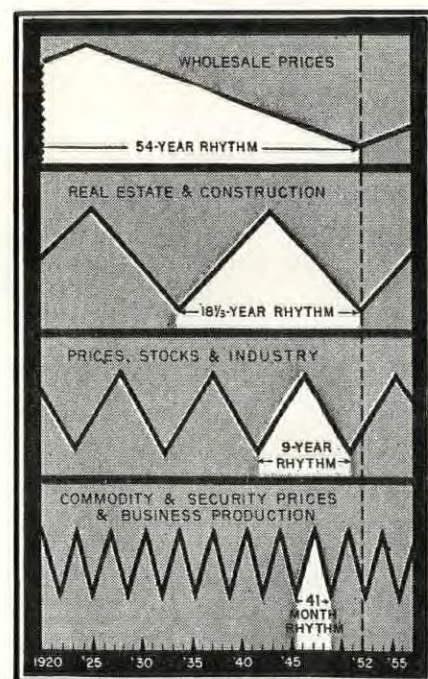 WHOLESALE PRICES
54-YEAR RHYTHM
REAL ESTATE & CONSTRUCTION
18⅓-YEAR RHYTHM
PRICES, STOCKS & INDUSTRY
9-YEAR
RHYTHM
COMMODITY & SECURITY PRICES
& BUSINESS PRODUCTION
41
MONTH
RHYTHM
1920 '25 '30 '35 '40 '45 '52 '55